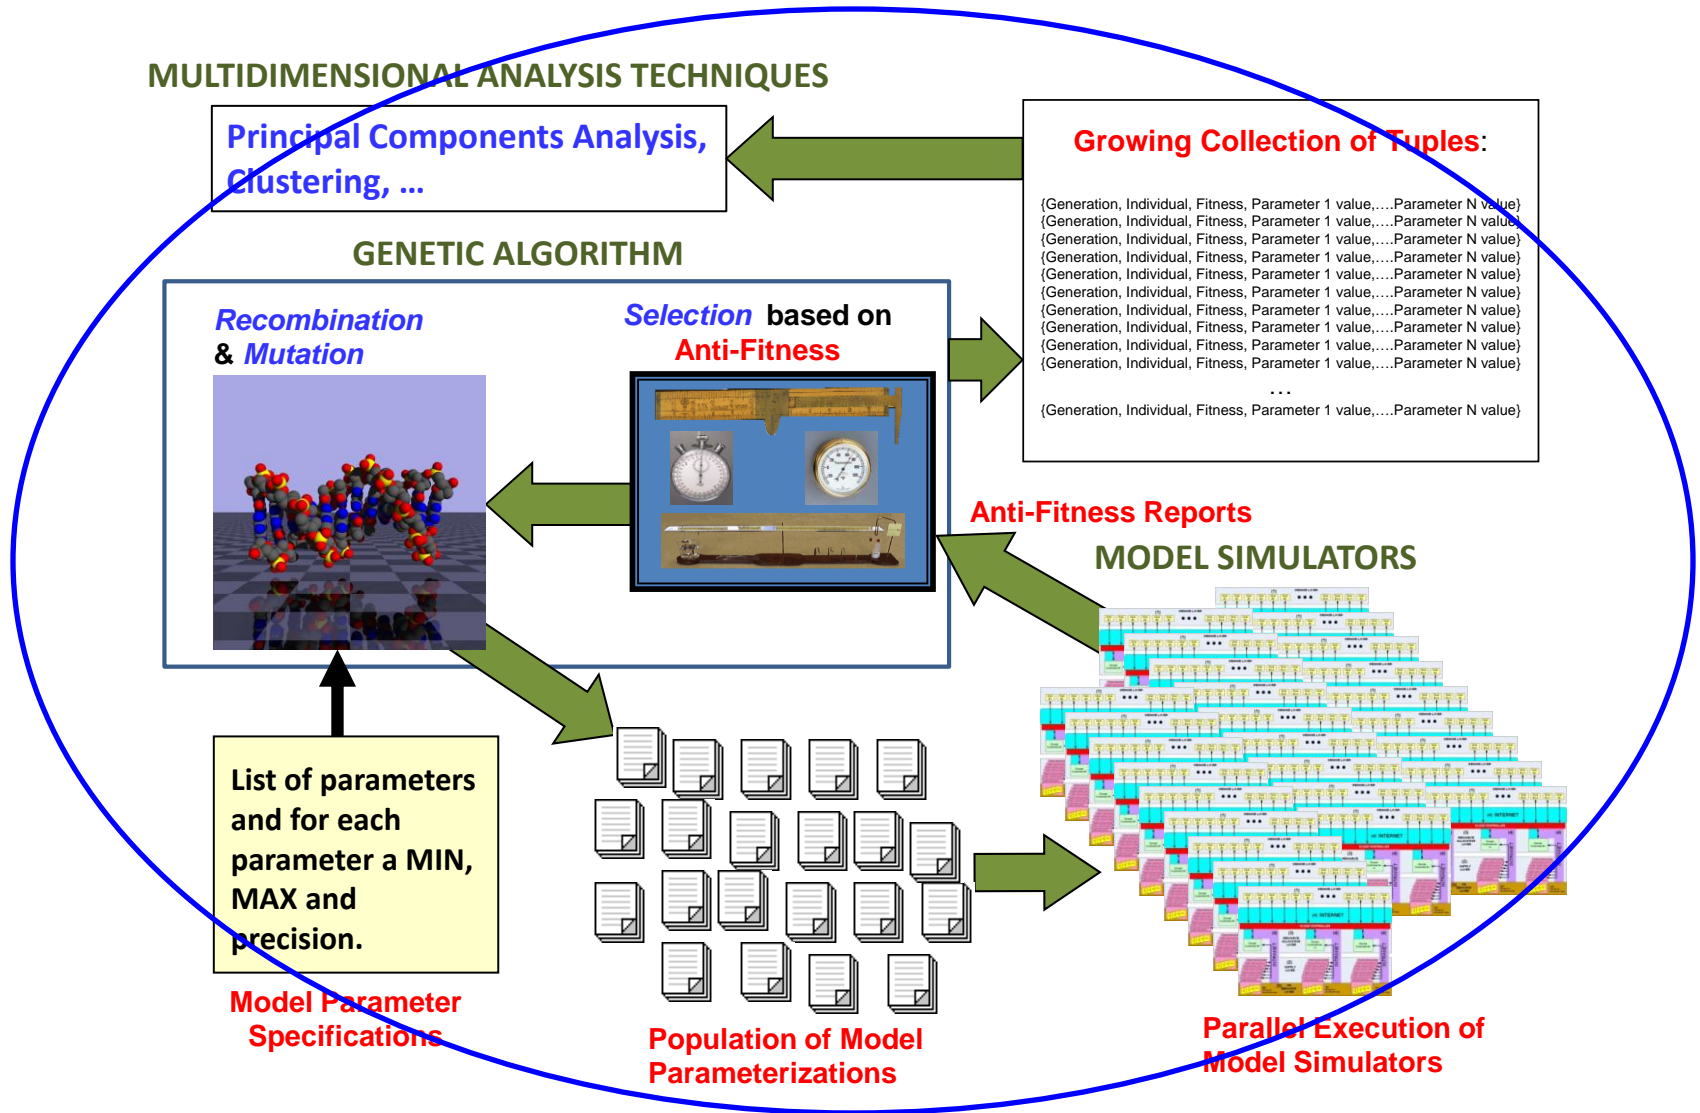 MULTIDIMENSIONAL ANALYSIS TECHNIQUES
Principal Components Analysis,
Clustering, ...
Growing Collection of Tuples:
{Generation, Individual, Fitness, Parameter 1 value,....Parameter N value}
{Generation, Individual, Fitness, Parameter 1 value,....Parameter N value}
{Generation, Individual, Fitness, Parameter 1 value,....Parameter N value}
{Generation, Individual, Fitness, Parameter 1 value,....Parameter N value}
{Generation, Individual, Fitness, Parameter 1 value,....Parameter N value}
{Generation, Individual, Fitness, Parameter 1 value,....Parameter N value}
{Generation, Individual, Fitness, Parameter 1 value,....Parameter N value}
{Generation, Individual, Fitness, Parameter 1 value,....Parameter N value}
{Generation, Individual, Fitness, Parameter 1 value,....Parameter N value}
{Generation, Individual, Fitness, Parameter 1 value,....Parameter N value}
...
{Generation, Individual, Fitness, Parameter 1 value,....Parameter N value}
GENETIC ALGORITHM
Recombination
& Mutation
Selection based on
Anti-Fitness
Anti-Fitness Reports
MODEL SIMULATORS
List of parameters
and for each
parameter a MIN,
MAX and
precision.
Model Parameter
Specifications
Population of Model
Parameterizations
INTERNET
INTERNET
INTERNET
Parallel Execution of
Model Simulators